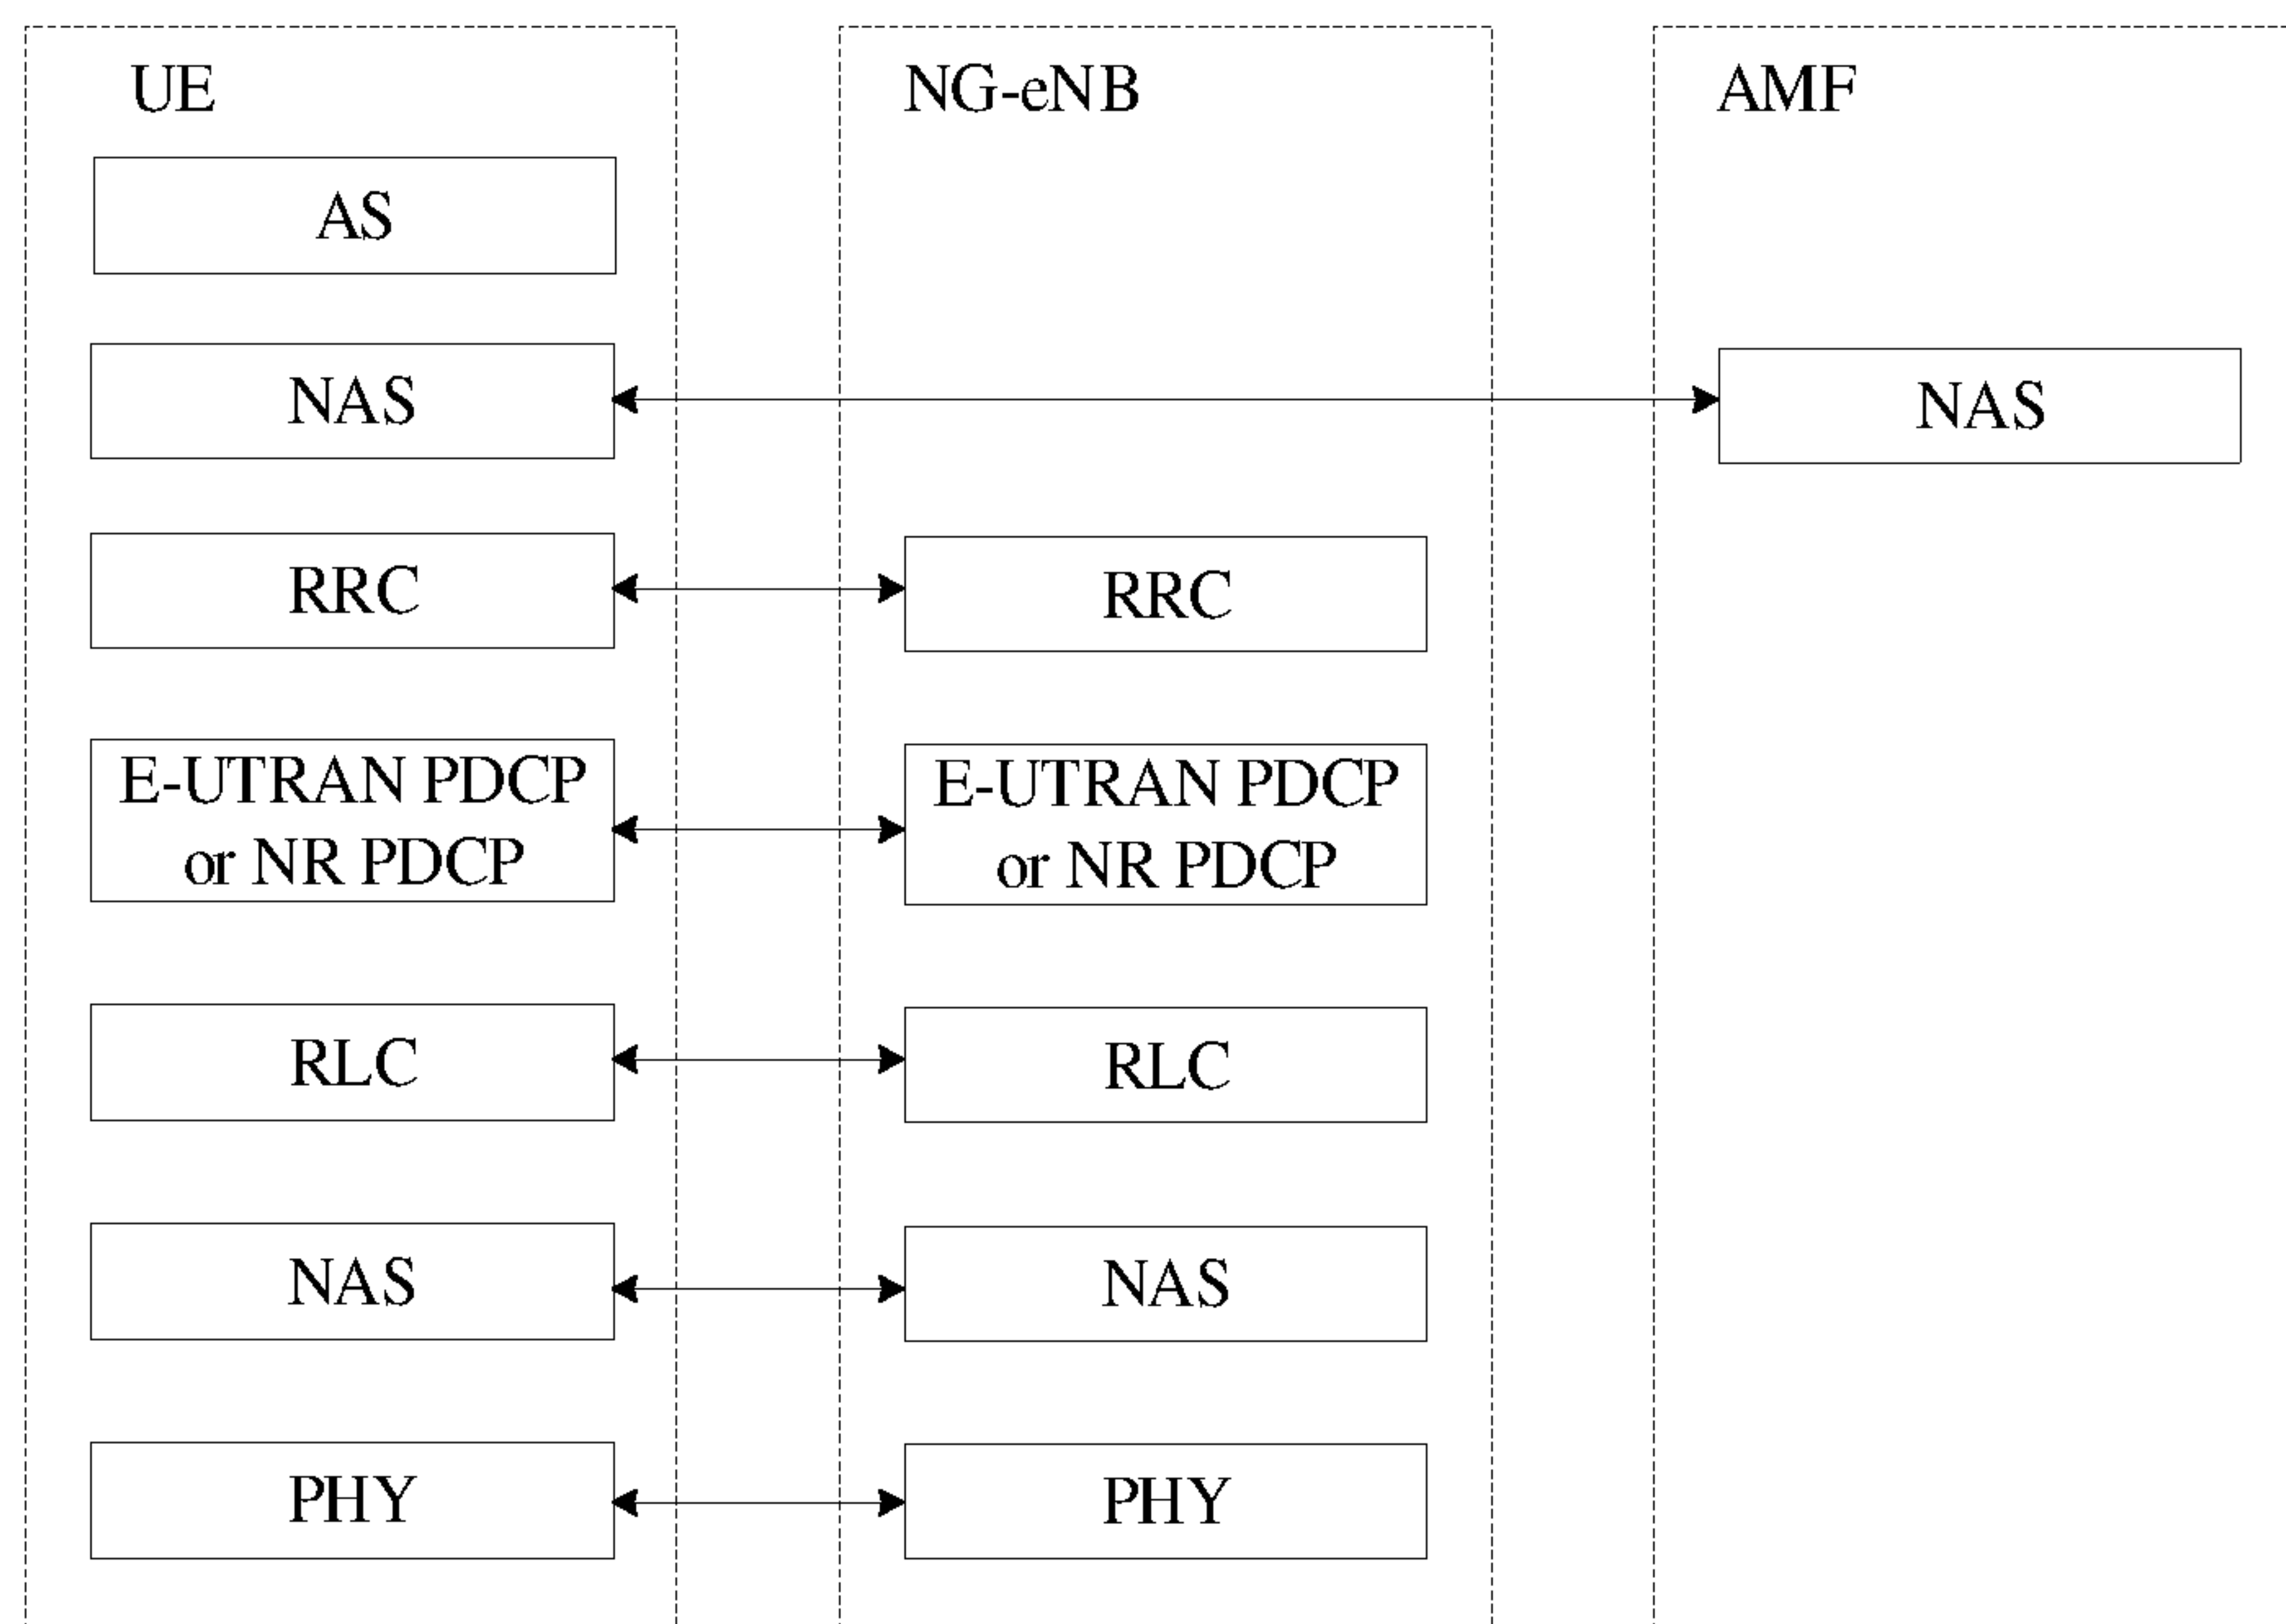 UE
NG-eNB
AMF
AS
NAS
NAS
RRC
RRC
E-UTRAN PDCP
or NR PDCP
E-UTRAN PDCP
or NR PDCP
RLC
RLC
NAS
NAS
PHY
PHY